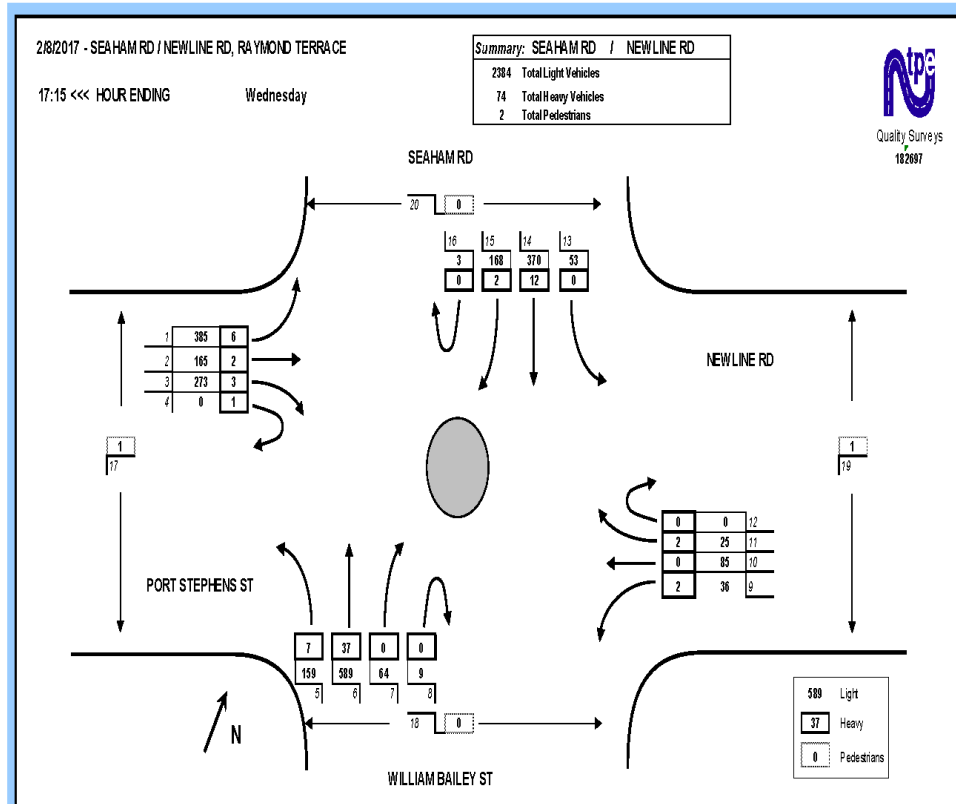 2/8/2017 - SEAHAM RD / NEWLINE RD, RAYMOND TERRACE
Summary: SEAHAM RD / NEWLINE RD
2384 Total Light Vehicles
74 Total Heavy Vehicles
2 Total Pedestrians
17:15 <<< HOUR ENDING Wednesday
tpe
Quality Surveys
182697
SEAHAM RD
20 0
16 15 14 13
3 168 370 53
0 2 12 0
1 385 6
2 165 2
3 273 3
4 0 1
NEWLINE RD
1
17
1
19
0 0 12
2 25 11
0 85 10
2 36 9
PORT STEPHENS ST
7 37 0 0
159 589 64 9
5 6 7 8
18 0
N
WILLIAM BAILEY ST
589 Light
37 Heavy
0 Pedestrians